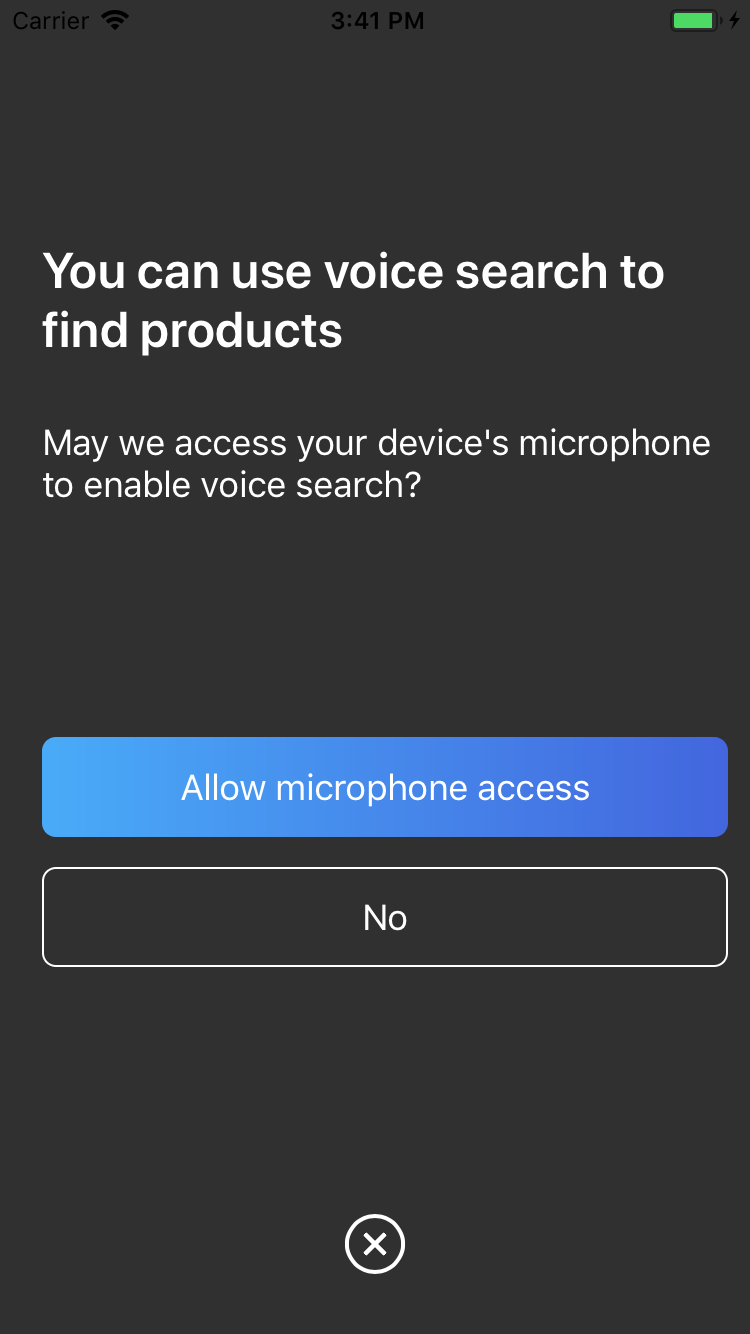 Carrier 3:41 PM
You can use voice search to
find products
May we access your device's microphone
to enable voice search?
Allow microphone access
No